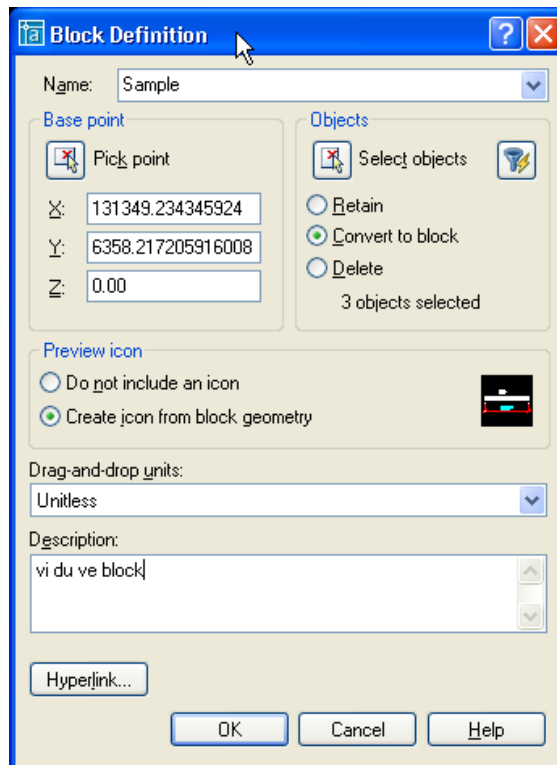 Block Definition
Name: Sample
Base point
Pick point
X: 131349.234345924
Y: 6358.217205916008
Z: 0.00
Objects
Select objects
Retain
Convert to block
Delete
3 objects selected
Preview icon
Do not include an icon
Create icon from block geometry
Drag-and-drop units:
Unitless
Description:
vi du ve block
Hyperlink...
OK Cancel Help